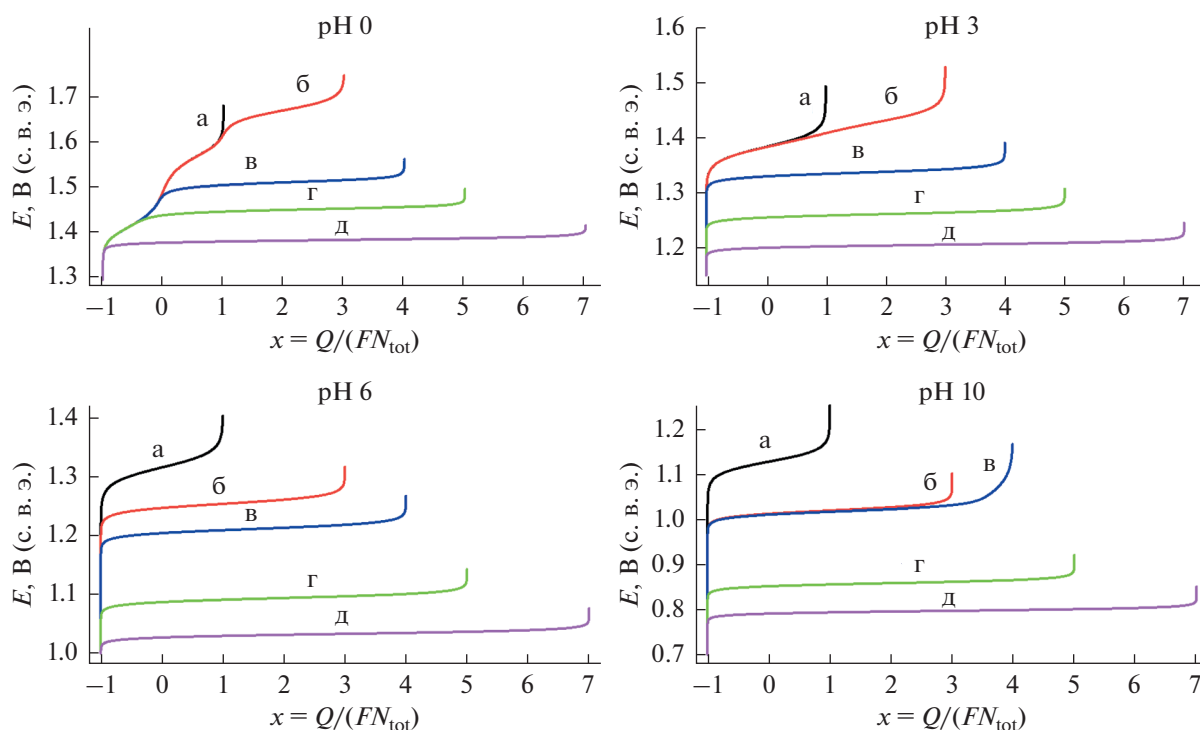 pH 0
E, В (с. в. э.)
1.7
1.6
1.5
1.4
1.3
а
б
в
г
д
−1 0 1 2 3 4 5 6 7
x = Q/(FNtot)
pH 3
E, В (с. в. э.)
1.6
1.5
1.4
1.3
1.2
а
б
в
г
д
−1 0 1 2 3 4 5 6 7
x = Q/(FNtot)
pH 6
E, В (с. в. э.)
1.4
1.3
1.2
1.1
1.0
а
б
в
г
д
−1 0 1 2 3 4 5 6 7
x = Q/(FNtot)
pH 10
E, В (с. в. э.)
1.2
1.1
1.0
0.9
0.8
0.7
а
б
в
г
д
−1 0 1 2 3 4 5 6 7
x = Q/(FNtot)